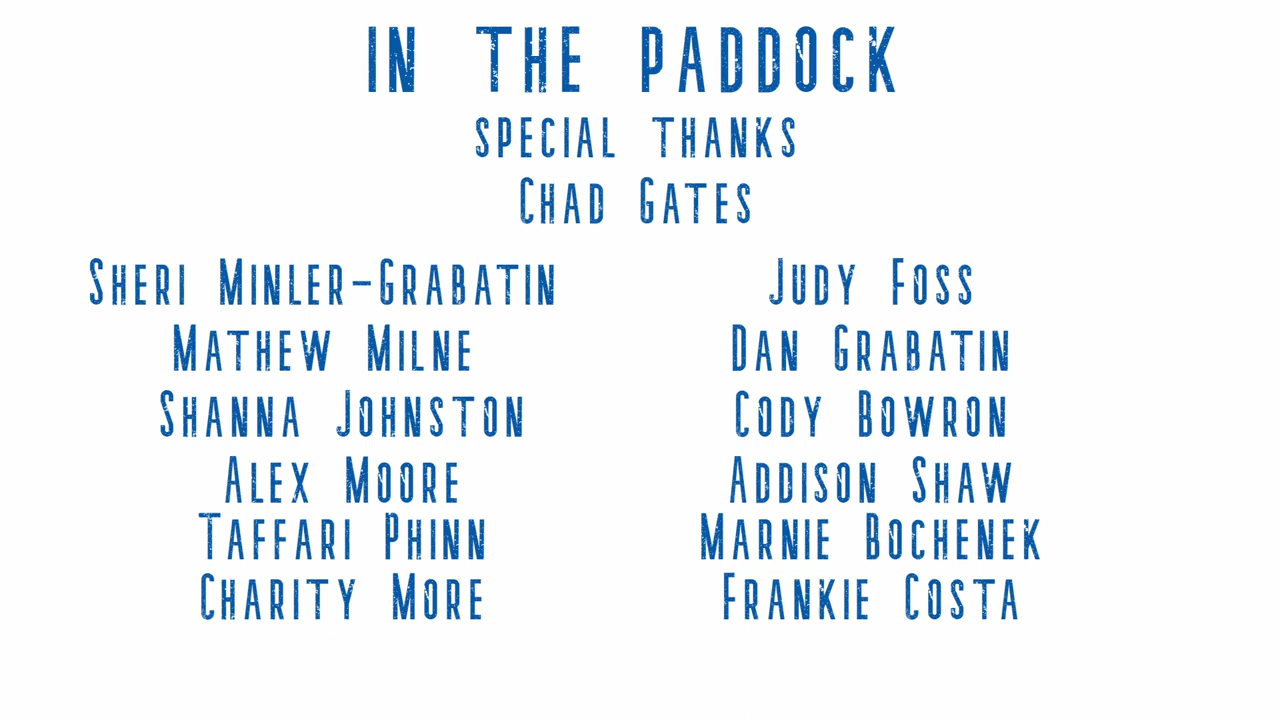 IN THE PADDOCK
SPECIAL THANKS
CHAD GATES
SHERI MINLER-GRABATIN
MATHEW MILNE
SHANNA JOHNSTON
ALEX MOORE
TAFFARI PHINN
CHARITY MORE
JUDY FOSS
DAN GRABATIN
CODY BOWRON
ADDISON SHAW
MARNIE BOCHENEK
FRANKIE COSTA